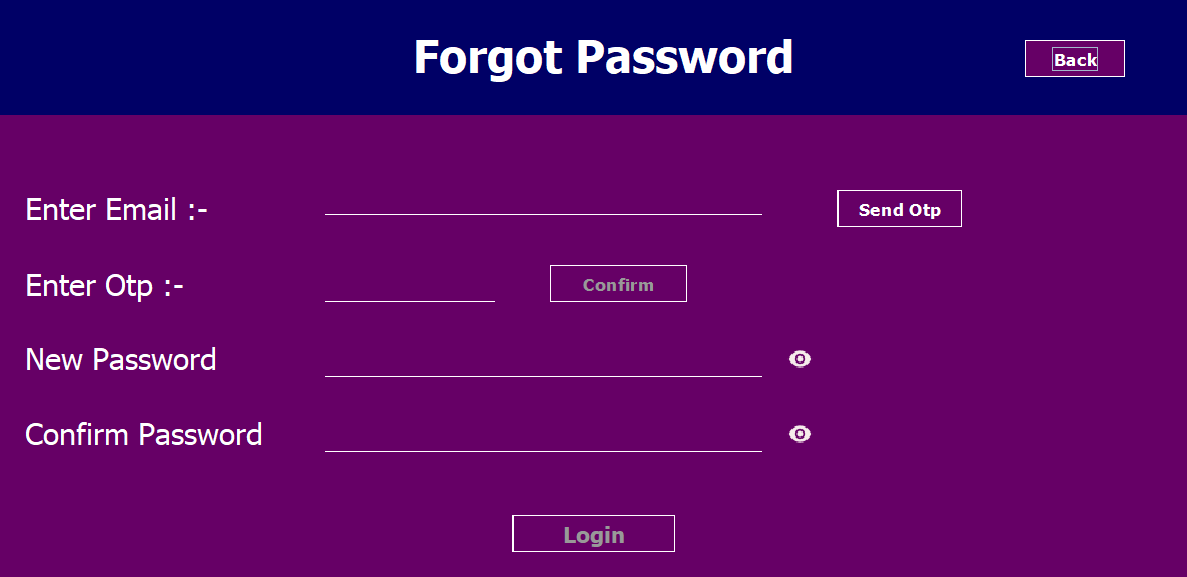 Forgot Password
Back
Enter Email :-
Send Otp
Enter Otp :-
Confirm
New Password
Confirm Password
Login